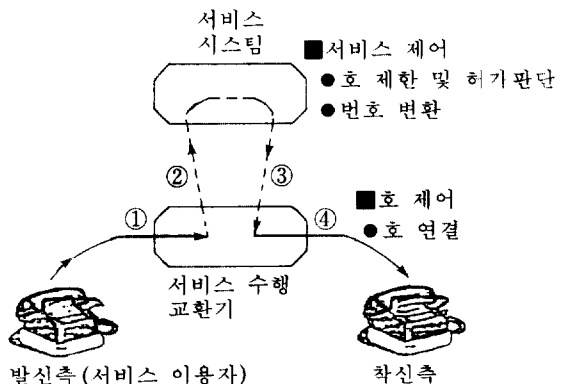 서비스
시스팀
■서비스 제어
●호 제한 및 허가판단
●번호 변환
②
③
①
④
■호 제어
●호 연결
서비스 수행
교환기
발신측(서비스 이용자)
착신측